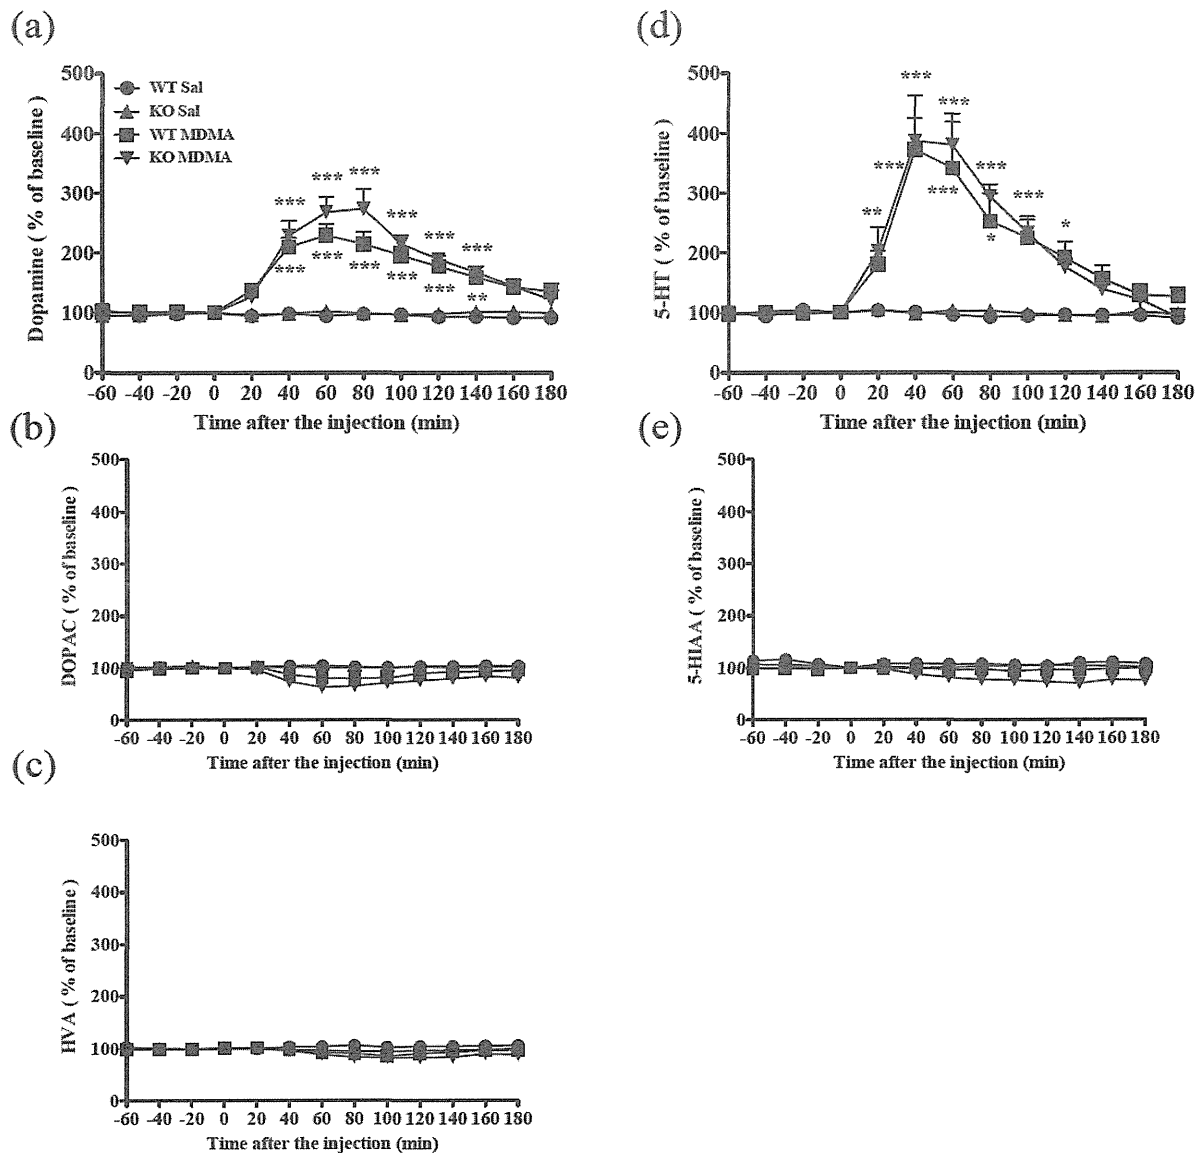 (a)
Dopamine ( % of baseline )
500
400
300
200
100
0
WT Sal
KO Sal
WT MDMA
KO MDMA
*** *** *** *** *** ***
*** *** *** *** *** **
-60 -40 -20 0 20 40 60 80 100 120 140 160 180
Time after the injection (min)
(d)
5-HT ( % of baseline )
500
400
300
200
100
0
*** ***
*** ***
** *** *** *
*
-60 -40 -20 0 20 40 60 80 100 120 140 160 180
Time after the injection (min)
(b)
DOPAC ( % of baseline )
500
400
300
200
100
0
-60 -40 -20 0 20 40 60 80 100 120 140 160 180
Time after the injection (min)
(e)
5-HIAA ( % of baseline )
500
400
300
200
100
0
-60 -40 -20 0 20 40 60 80 100 120 140 160 180
Time after the injection (min)
(c)
HVA ( % of baseline )
500
400
300
200
100
0
-60 -40 -20 0 20 40 60 80 100 120 140 160 180
Time after the injection (min)